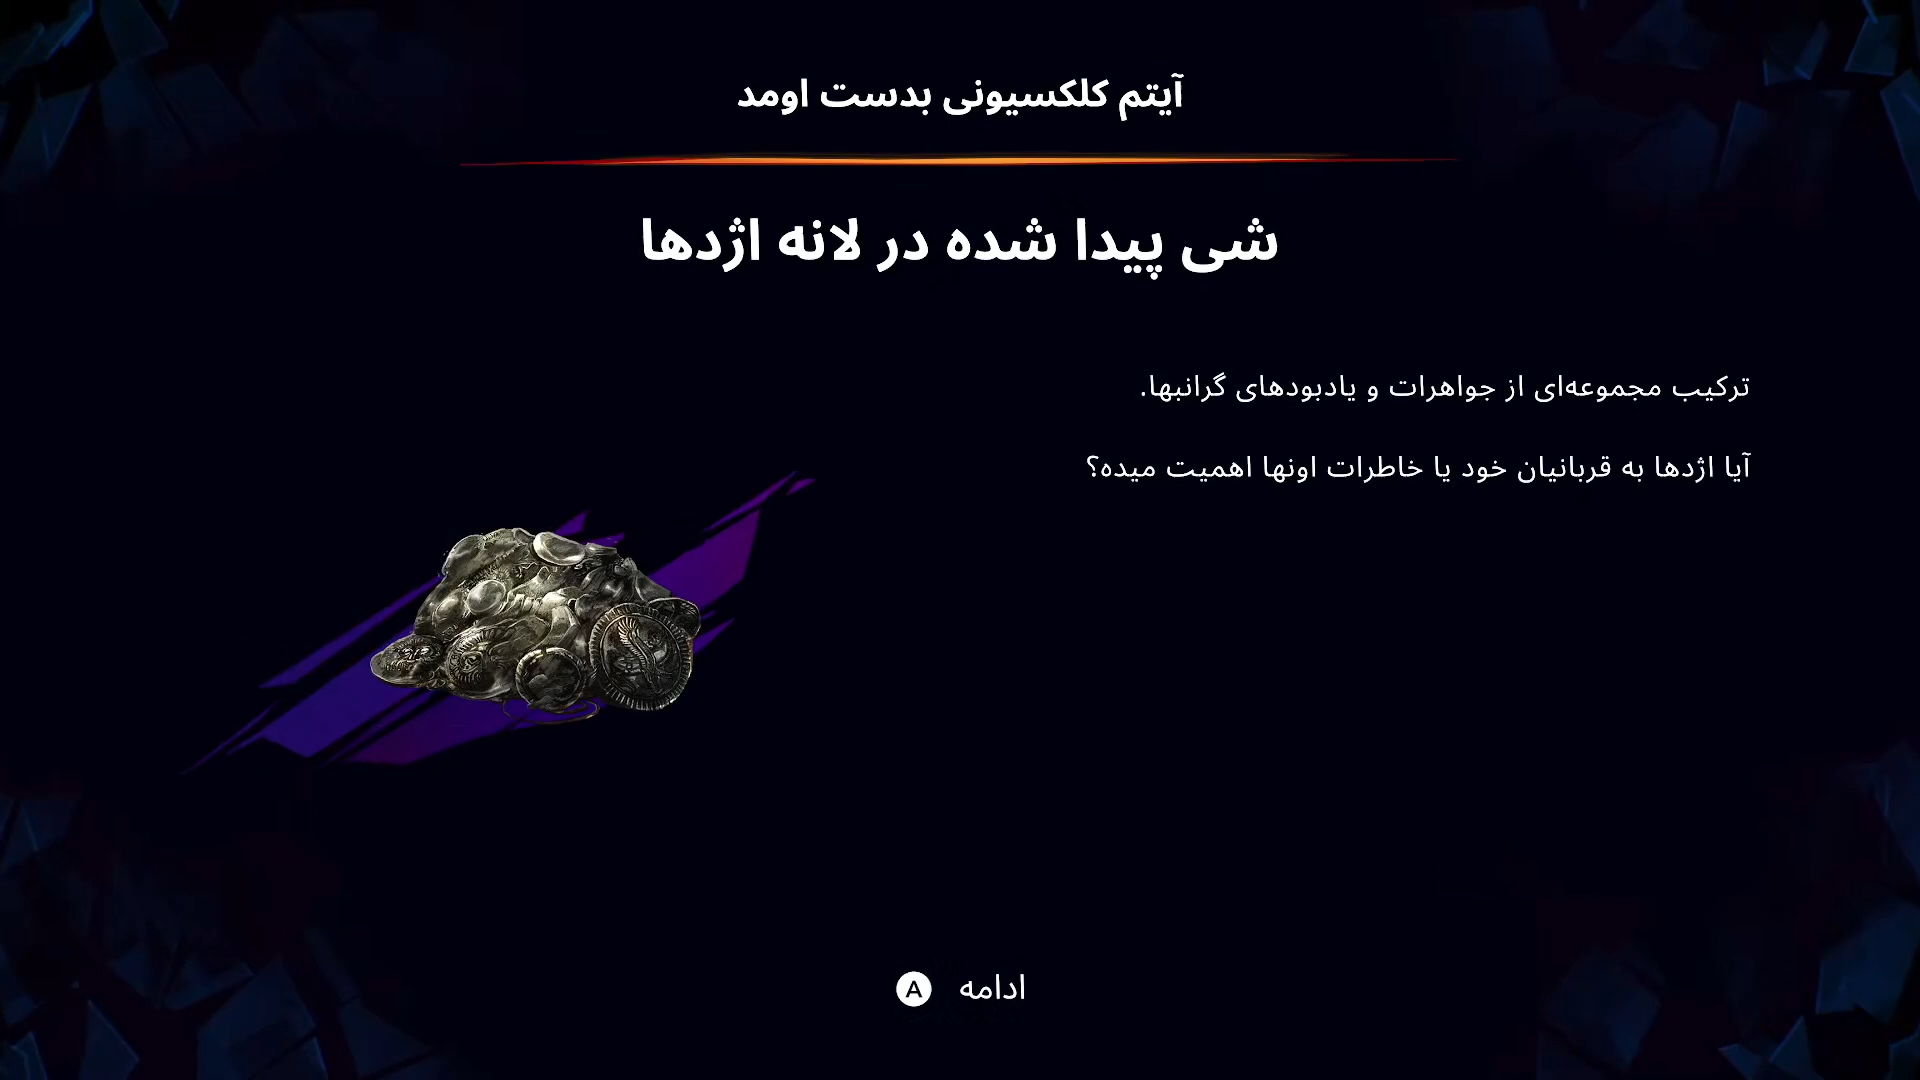 آیتم کلکسیونی بدست اومد
شی پیدا شده در لانه اژدها
ترکیب مجموعه‌ای از جواهرات و یادبودهای گرانبها.
آیا اژدها به قربانیان خود یا خاطرات اونها اهمیت میده؟
ادامه A